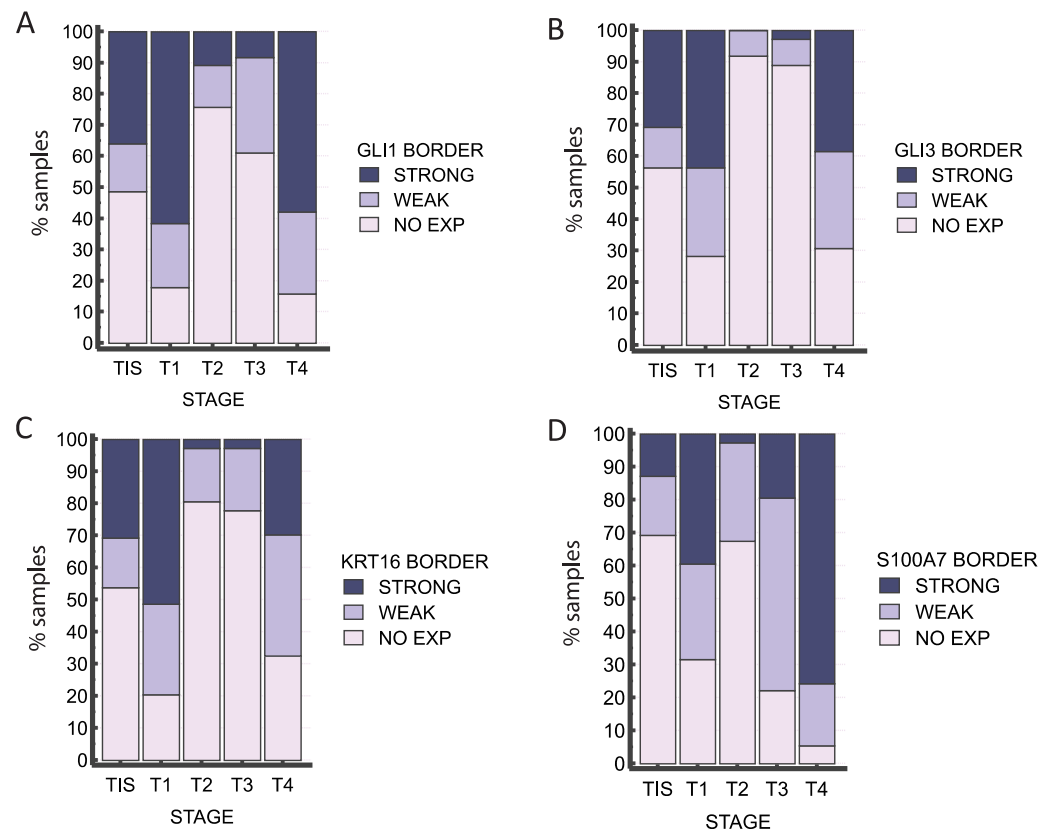 A
100
90
80
70
60
50
40
30
20
10
0
% samples
TIS T1 T2 T3 T4
STAGE
GLI1 BORDER
STRONG
WEAK
NO EXP
B
100
90
80
70
60
50
40
30
20
10
0
% samples
TIS T1 T2 T3 T4
STAGE
GLI3 BORDER
STRONG
WEAK
NO EXP
C
100
90
80
70
60
50
40
30
20
10
0
% samples
TIS T1 T2 T3 T4
STAGE
KRT16 BORDER
STRONG
WEAK
NO EXP
D
100
90
80
70
60
50
40
30
20
10
0
% samples
TIS T1 T2 T3 T4
STAGE
S100A7 BORDER
STRONG
WEAK
NO EXP